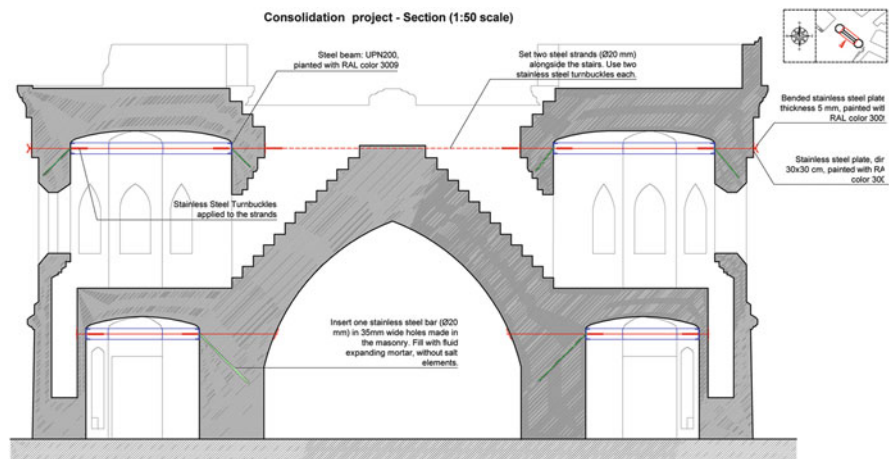 Consolidation project - Section (1:50 scale)
Steel beam: UPN200,
pianted with RAL color 3009
Set two steel strands (Ø20 mm)
alongside the stairs. Use two
stainless steel turnbuckles each.
Bended stainless steel plate
thickness 5 mm, painted with
RAL color 300
Stainless steel plate, dim
30x30 cm, painted with RA
color 300
Stainless Steel Turnbuckles
applied to the strands
Insert one stainless steel bar (Ø20
mm) in 35mm wide holes made in
the masonry. Fill with fluid
expanding mortar, without salt
elements.